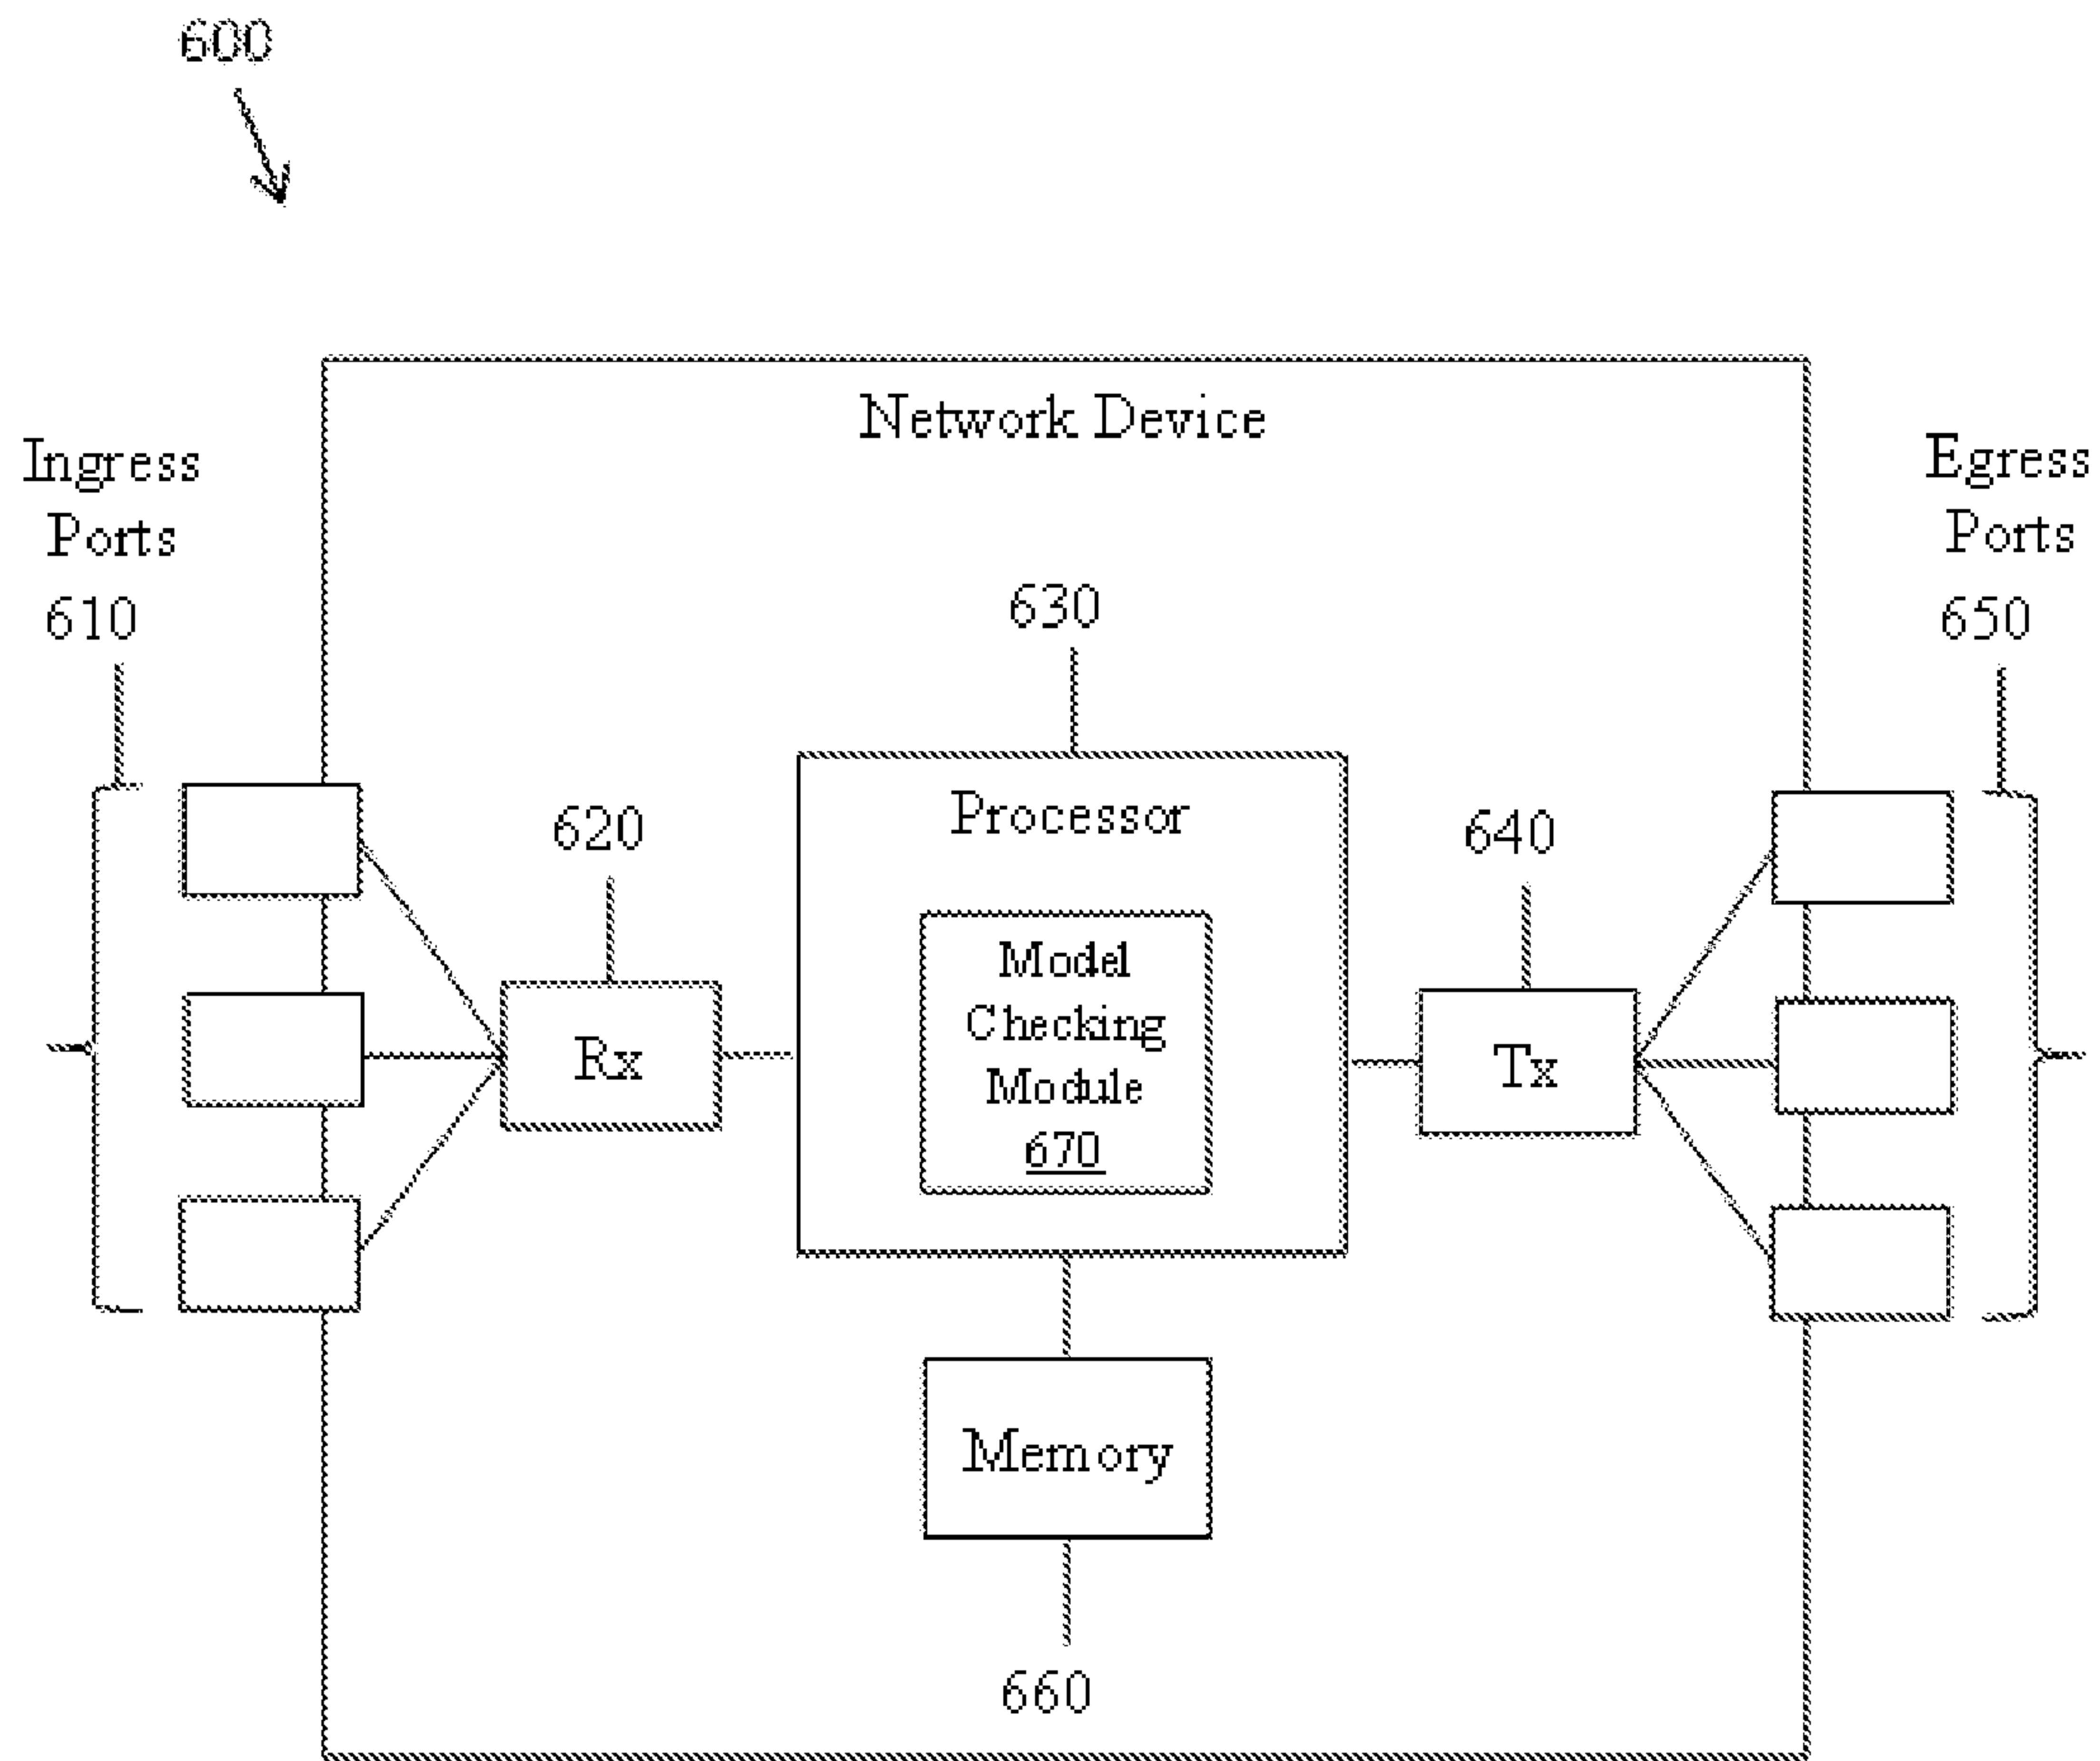 600
Network Device
Ingress
Ports
610
Egress
Ports
650
630
Processor
620
640
Model
Checking
Module
670
Rx
Tx
Memory
660